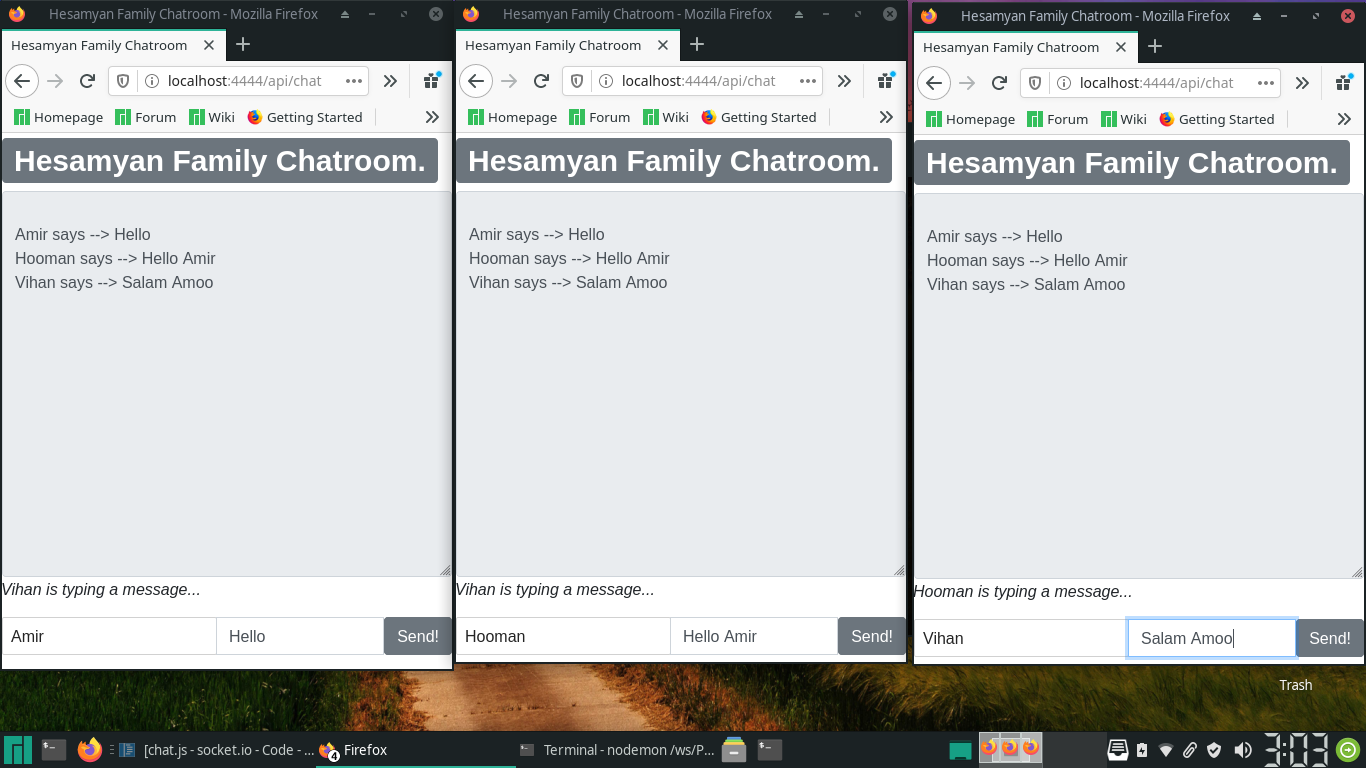 Hesamyan Family Chatroom - Mozilla Firefox
Hesamyan Family Chatroom
localhost:4444/api/chat
Homepage Forum Wiki Getting Started
Hesamyan Family Chatroom.
Amir says --> Hello
Hooman says --> Hello Amir
Vihan says --> Salam Amoo
Vihan is typing a message...
Amir Hello Send!
Hesamyan Family Chatroom - Mozilla Firefox
Hesamyan Family Chatroom
localhost:4444/api/chat
Homepage Forum Wiki Getting Started
Hesamyan Family Chatroom.
Amir says --> Hello
Hooman says --> Hello Amir
Vihan says --> Salam Amoo
Vihan is typing a message...
Hooman Hello Amir Send!
Hesamyan Family Chatroom - Mozilla Firefox
Hesamyan Family Chatroom
localhost:4444/api/chat
Homepage Forum Wiki Getting Started
Hesamyan Family Chatroom.
Amir says --> Hello
Hooman says --> Hello Amir
Vihan says --> Salam Amoo
Hooman is typing a message...
Vihan Salam Amoo Send!
Trash
[chat.js - socket.io - Code - ... 4 Firefox Terminal - nodemon /ws/P... 3:03